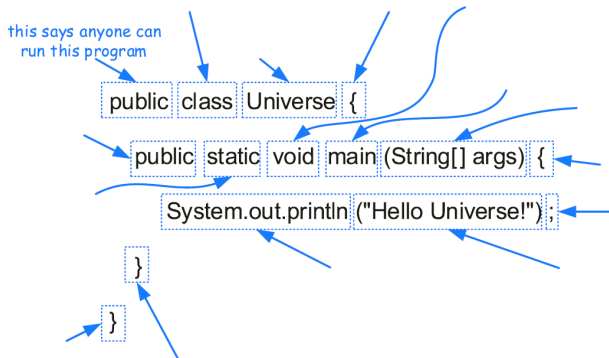 this says anyone can
run this program
public class Universe {
public static void main (String[] args) {
System.out.println ("Hello Universe!") ;
}
}